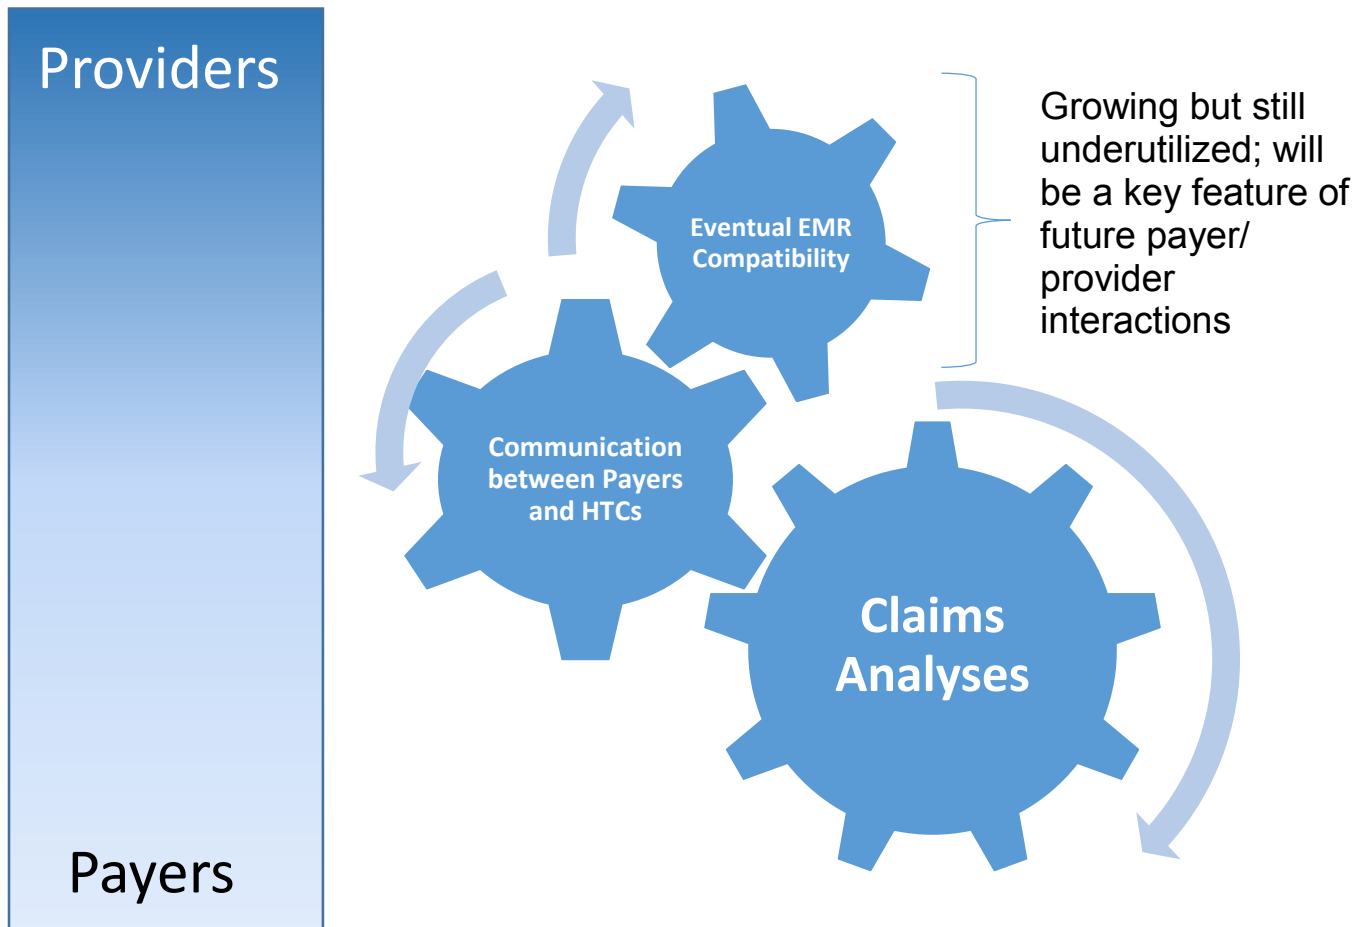 Providers
Growing but still
underutilized; will
be a key feature of
future payer/
provider
interactions
Eventual EMR
Compatibility
Communication
between Payers
and HTCs
Claims
Analyses
Payers